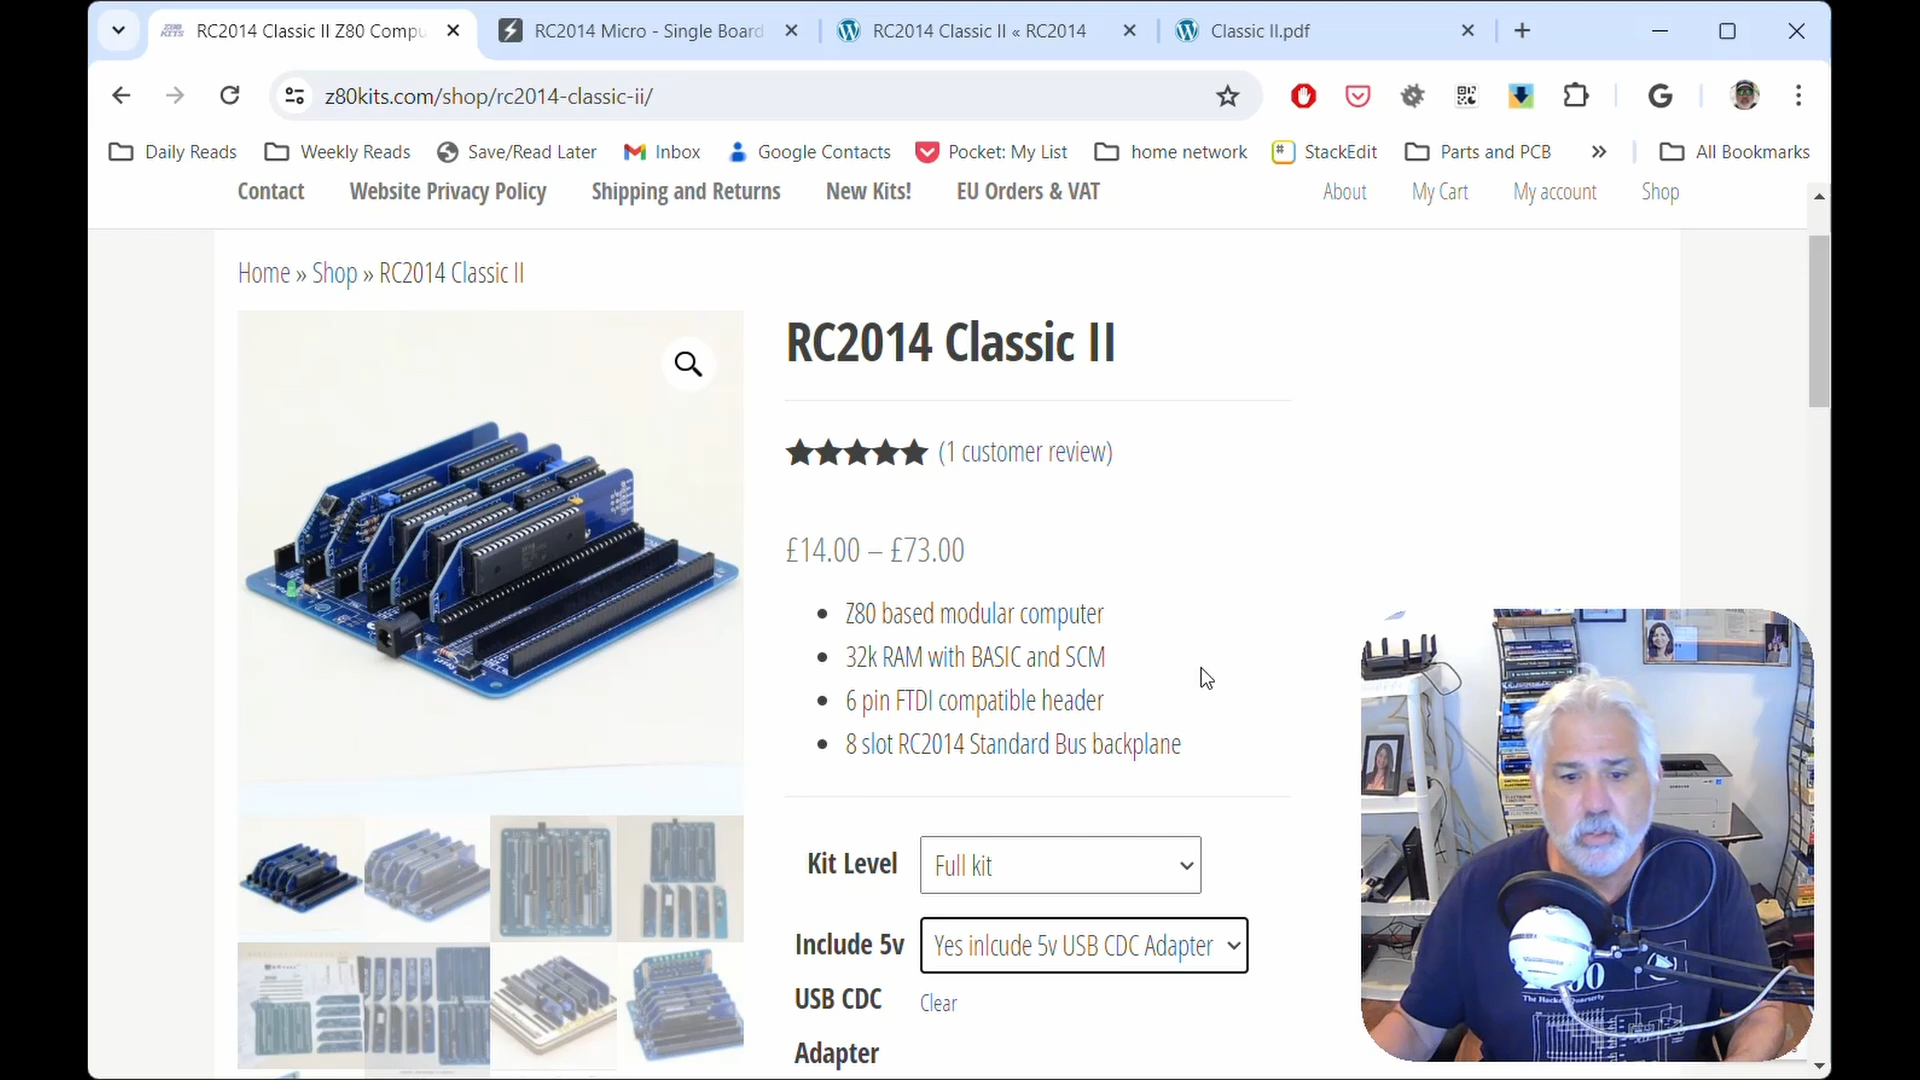 RC2014 Classic II Z80 Compu
RC2014 Micro - Single Board
RC2014 Classic II « RC2014
Classic II.pdf
z80kits.com/shop/rc2014-classic-ii/
Daily Reads
Weekly Reads
Save/Read Later
Inbox
Google Contacts
Pocket: My List
home network
StackEdit
Parts and PCB
»
All Bookmarks
Contact
Website Privacy Policy
Shipping and Returns
New Kits!
EU Orders & VAT
About
My Cart
My account
Shop
Home » Shop » RC2014 Classic II
RC2014 Classic II
(1 customer review)
£14.00 – £73.00
Z80 based modular computer
32k RAM with BASIC and SCM
6 pin FTDI compatible header
8 slot RC2014 Standard Bus backplane
Kit Level
Full kit
Include 5v
USB CDC
Adapter
Yes inlcude 5v USB CDC Adapter
Clear
The Hacker Quarterly